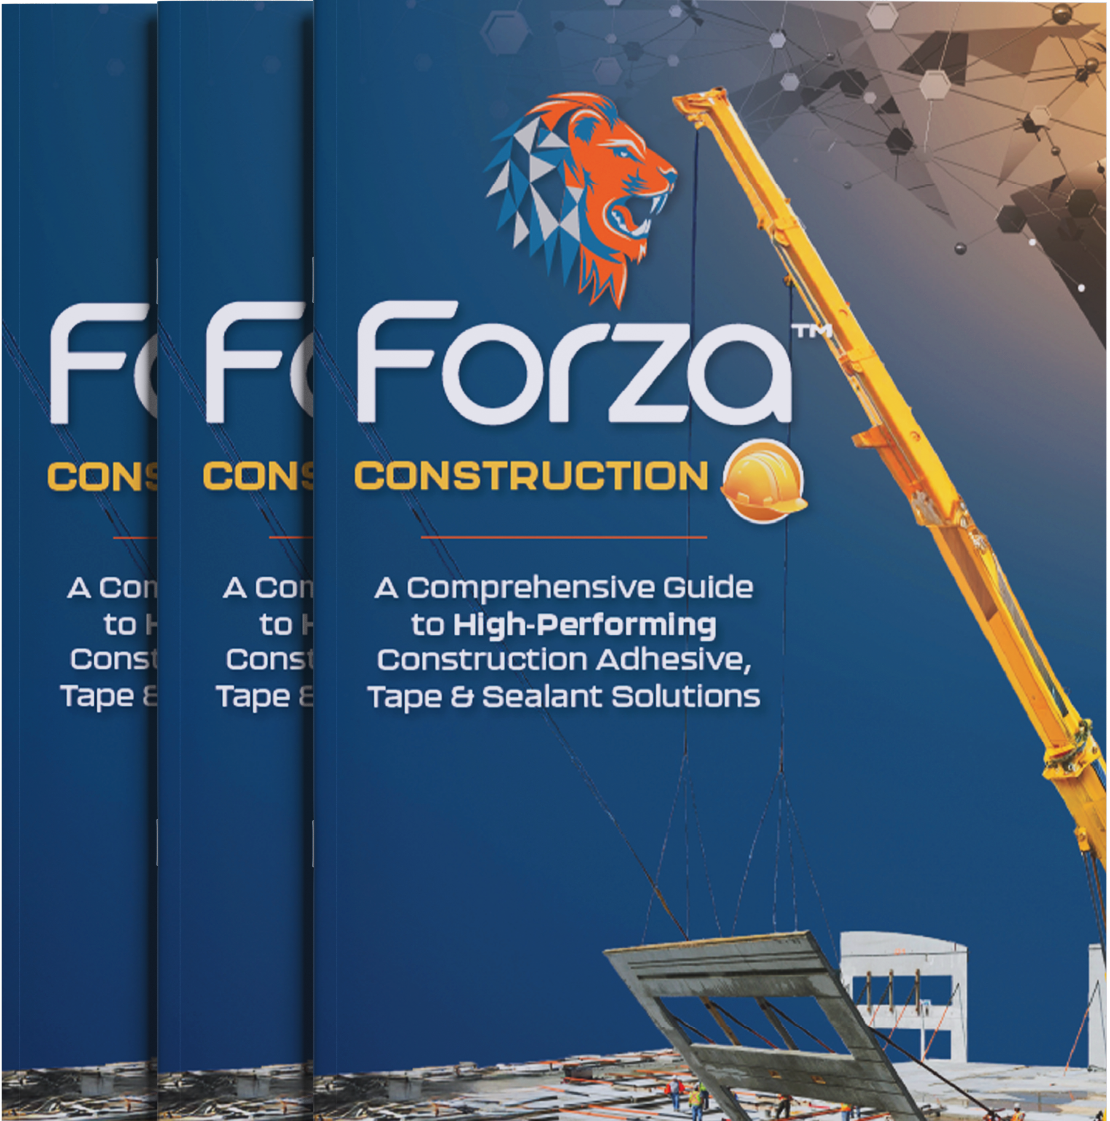 Fo
CONS
A Con
to H
Const
Tape &
Fo
CONS
A Con
to H
Const
Tape &
Forza™
CONSTRUCTION
A Comprehensive Guide
to High-Performing
Construction Adhesive,
Tape & Sealant Solutions